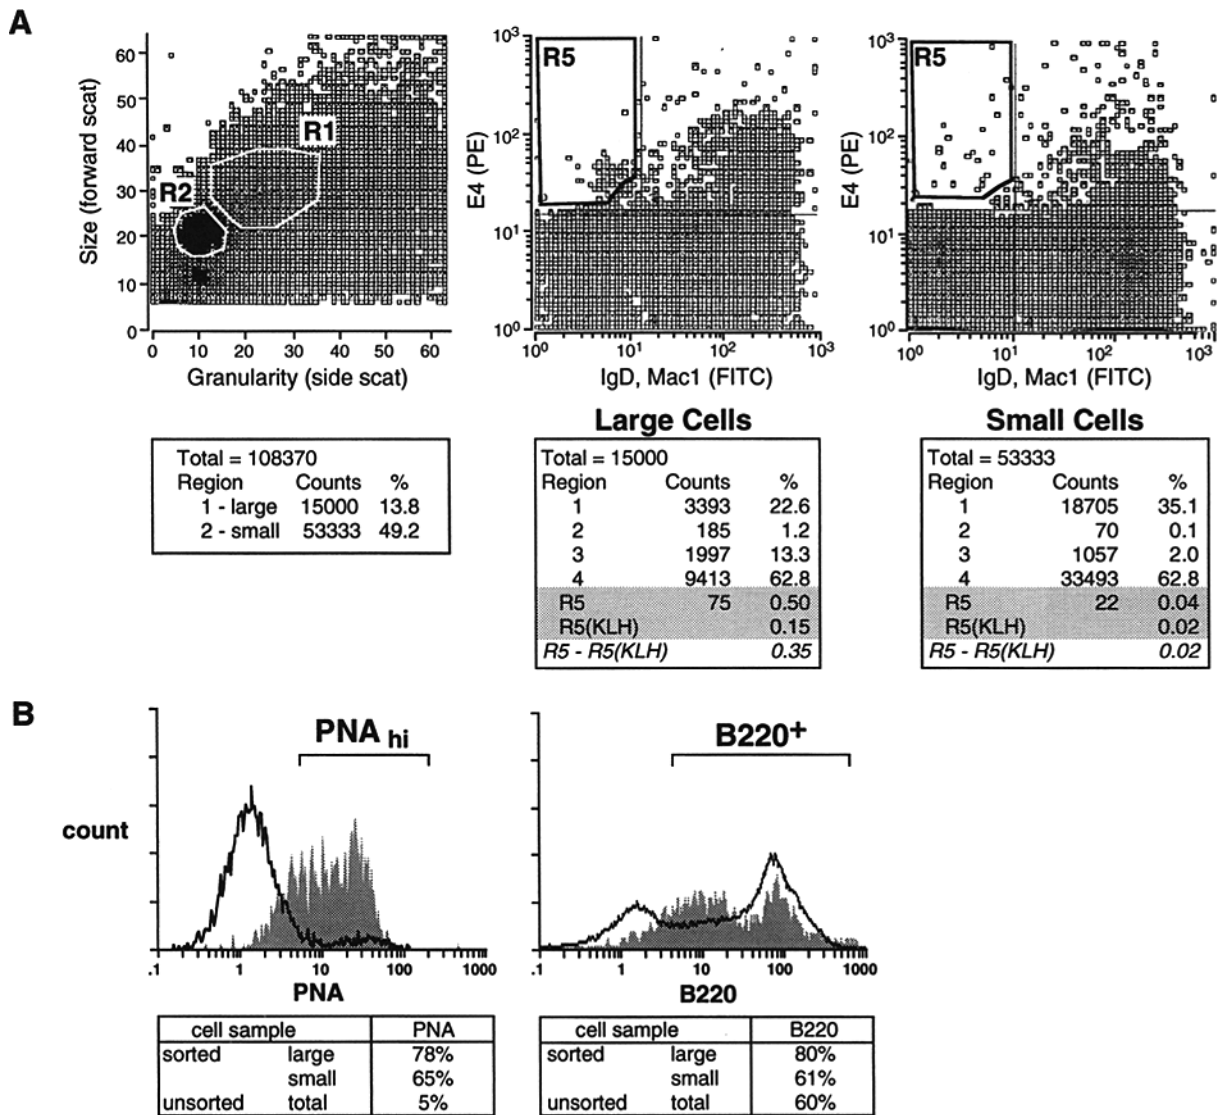 A
60
50
40
30
20
10
0
Size (forward scat)
R1
R2
0 10 20 30 40 50 60
Granularity (side scat)
10³
10²
10¹
10⁰
E4 (PE)
R5
10⁰ 10¹ 10² 10³
IgD, Mac1 (FITC)
10³
10²
10¹
10⁰
E4 (PE)
R5
10⁰ 10¹ 10² 10³
IgD, Mac1 (FITC)
Total = 108370
Region Counts %
1 - large 15000 13.8
2 - small 53333 49.2
Large Cells
Total = 15000
Region Counts %
1 3393 22.6
2 185 1.2
3 1997 13.3
4 9413 62.8
R5 75 0.50
R5(KLH) 0.15
R5 - R5(KLH) 0.35
Small Cells
Total = 53333
Region Counts %
1 18705 35.1
2 70 0.1
3 1057 2.0
4 33493 62.8
R5 22 0.04
R5(KLH) 0.02
R5 - R5(KLH) 0.02
B
PNA hi
count
.1 1 10 100 1000
PNA
cell sample PNA
sorted large 78%
small 65%
unsorted total 5%
B220+
.1 1 10 100 1000
B220
cell sample B220
sorted large 80%
small 61%
unsorted total 60%